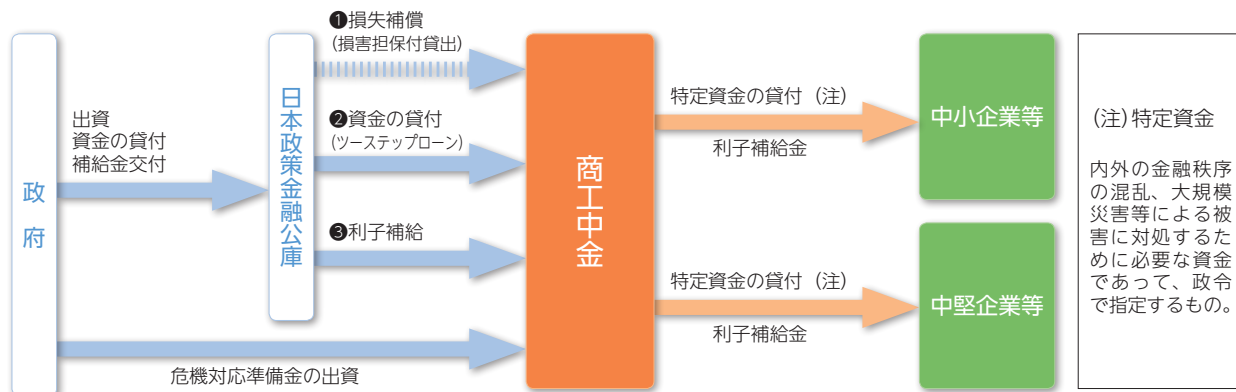 政府
出資
資金の貸付
補給金交付
日本政策金融公庫
❶損失補償
(損害担保付貸出)
❷資金の貸付
(ツーステップローン)
❸利子補給
危機対応準備金の出資
商工中金
特定資金の貸付（注）
利子補給金
中小企業等
特定資金の貸付（注）
利子補給金
中堅企業等
(注)特定資金
内外の金融秩序
の混乱、大規模
災害等による被
害に対処するた
めに必要な資金
であって、政令
で指定するもの。